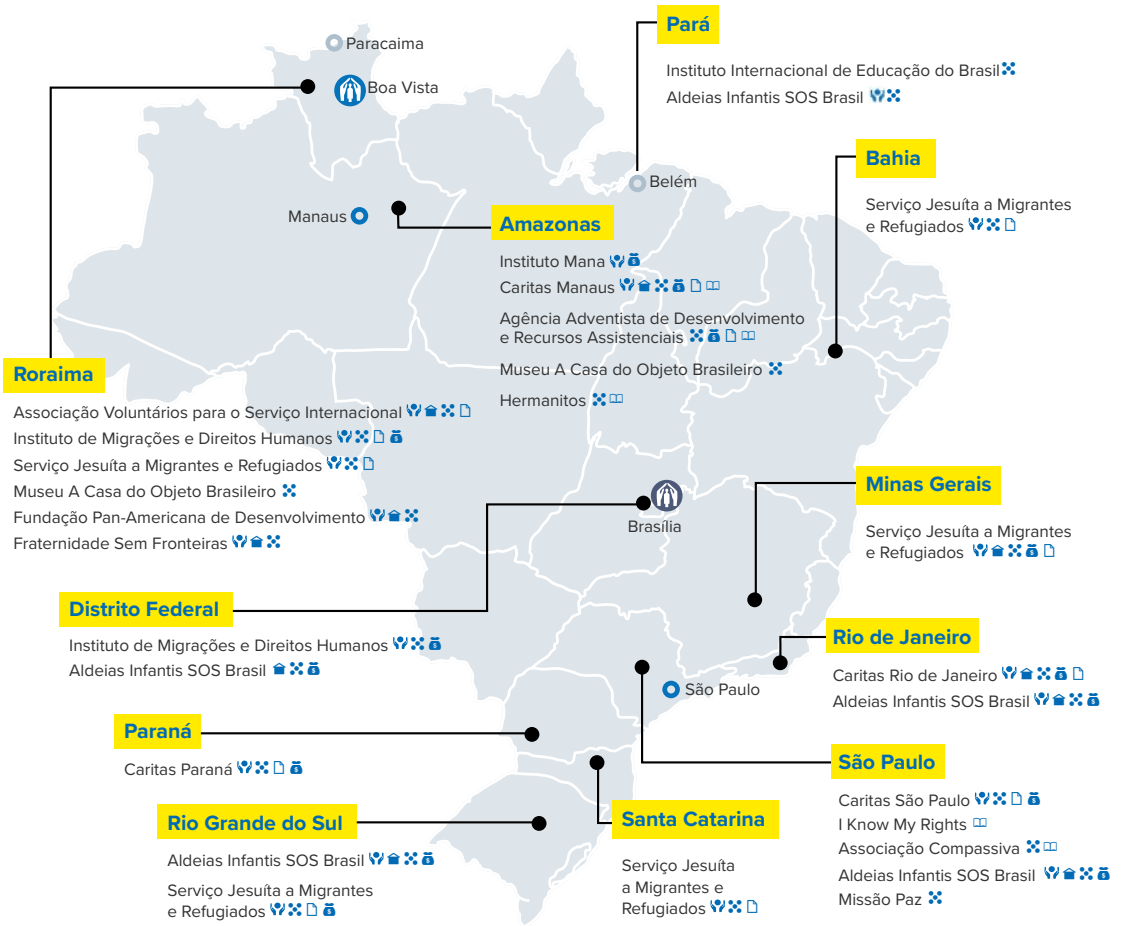 Paracaima
Boa Vista
Manaus
Belém
Brasília
São Paulo
Pará
Instituto Internacional de Educação do Brasil
Aldeias Infantis SOS Brasil
Bahia
Serviço Jesuíta a Migrantes
e Refugiados
Amazonas
Instituto Mana
Caritas Manaus
Agência Adventista de Desenvolvimento
e Recursos Assistenciais
Museu A Casa do Objeto Brasileiro
Hermanitos
Roraima
Associação Voluntários para o Serviço Internacional
Instituto de Migrações e Direitos Humanos
Serviço Jesuíta a Migrantes e Refugiados
Museu A Casa do Objeto Brasileiro
Fundação Pan-Americana de Desenvolvimento
Fraternidade Sem Fronteiras
Minas Gerais
Serviço Jesuíta a Migrantes
e Refugiados
Distrito Federal
Instituto de Migrações e Direitos Humanos
Aldeias Infantis SOS Brasil
Rio de Janeiro
Caritas Rio de Janeiro
Aldeias Infantis SOS Brasil
Paraná
Caritas Paraná
São Paulo
Caritas São Paulo
I Know My Rights
Associação Compassiva
Aldeias Infantis SOS Brasil
Missão Paz
Rio Grande do Sul
Aldeias Infantis SOS Brasil
Serviço Jesuíta a Migrantes
e Refugiados
Santa Catarina
Serviço Jesuíta
a Migrantes e
Refugiados